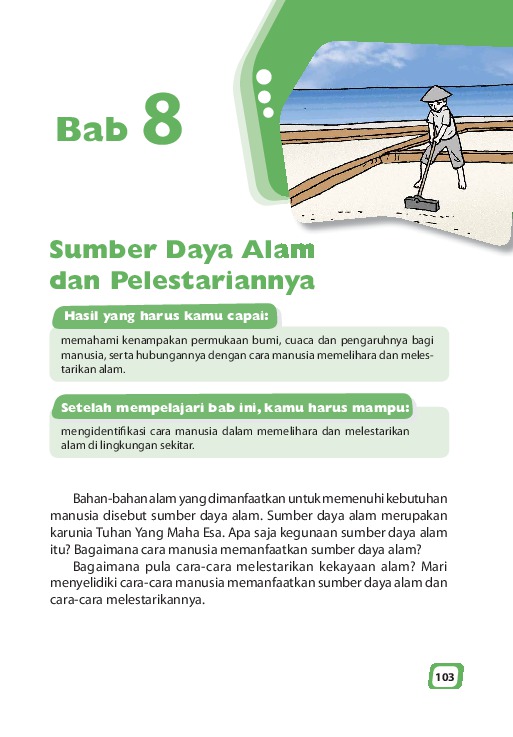 Bab 8
Sumber Daya Alam
dan Pelestariannya
Hasil yang harus kamu capai:
memahami kenampakan permukaan bumi, cuaca dan pengaruhnya bagi
manusia, serta hubungannya dengan cara manusia memelihara dan meles-
tarikan alam.
Setelah mempelajari bab ini, kamu harus mampu:
mengidentifikasi cara manusia dalam memelihara dan melestarikan
alam di lingkungan sekitar.
Bahan-bahan alam yang dimanfaatkan untuk memenuhi kebutuhan
manusia disebut sumber daya alam. Sumber daya alam merupakan
karunia Tuhan Yang Maha Esa. Apa saja kegunaan sumber daya alam
itu? Bagaimana cara manusia memanfaatkan sumber daya alam?
Bagaimana pula cara-cara melestarikan kekayaan alam? Mari
menyelidiki cara-cara manusia memanfaatkan sumber daya alam dan
cara-cara melestarikannya.
103